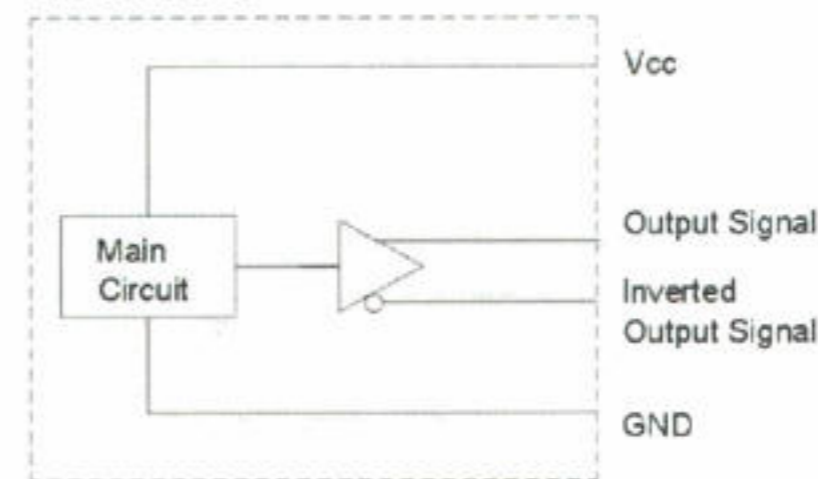 Vcc
Output Signal
Main
Circuit
Inverted
Output Signal
GND